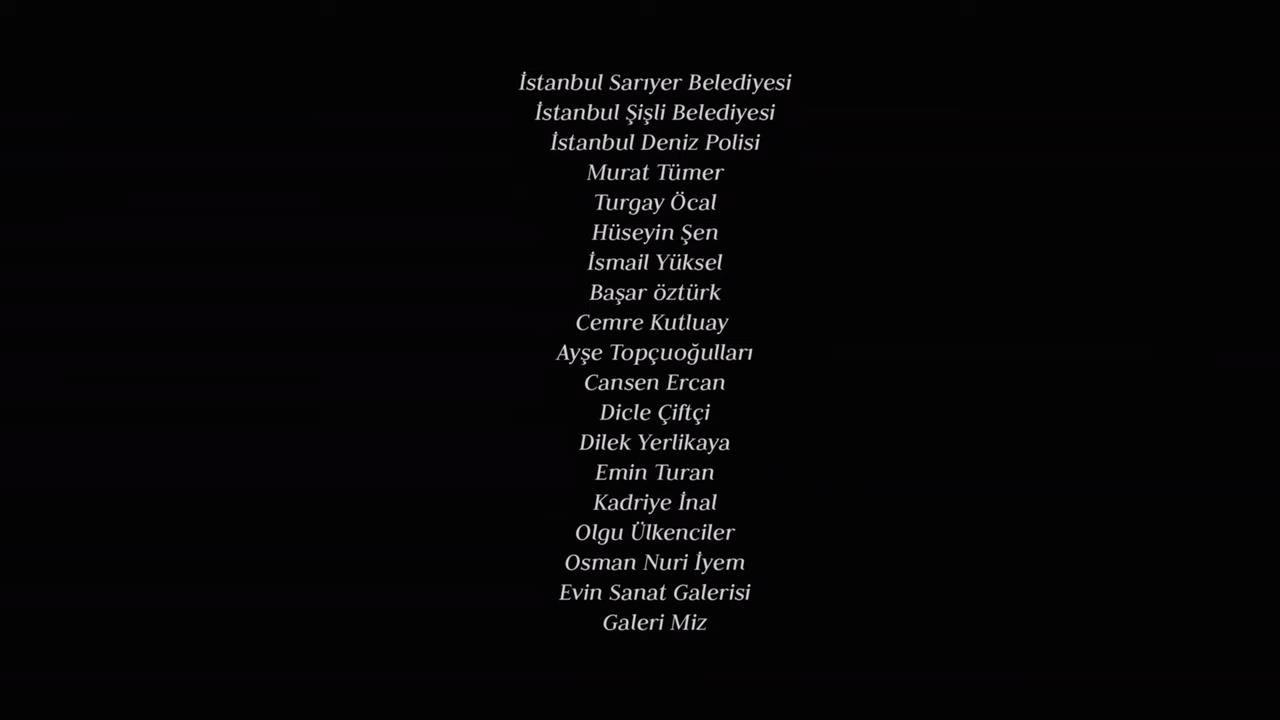 İstanbul Sarıyer Belediyesi
İstanbul Şişli Belediyesi
İstanbul Deniz Polisi
Murat Tümer
Turgay Öcal
Hüseyin Şen
İsmail Yüksel
Başar öztürk
Cemre Kutluay
Ayşe Topçuoğulları
Cansen Ercan
Dicle Çiftçi
Dilek Yerlikaya
Emin Turan
Kadriye İnal
Olgu Ülkenciler
Osman Nuri İyem
Evin Sanat Galerisi
Galeri Miz